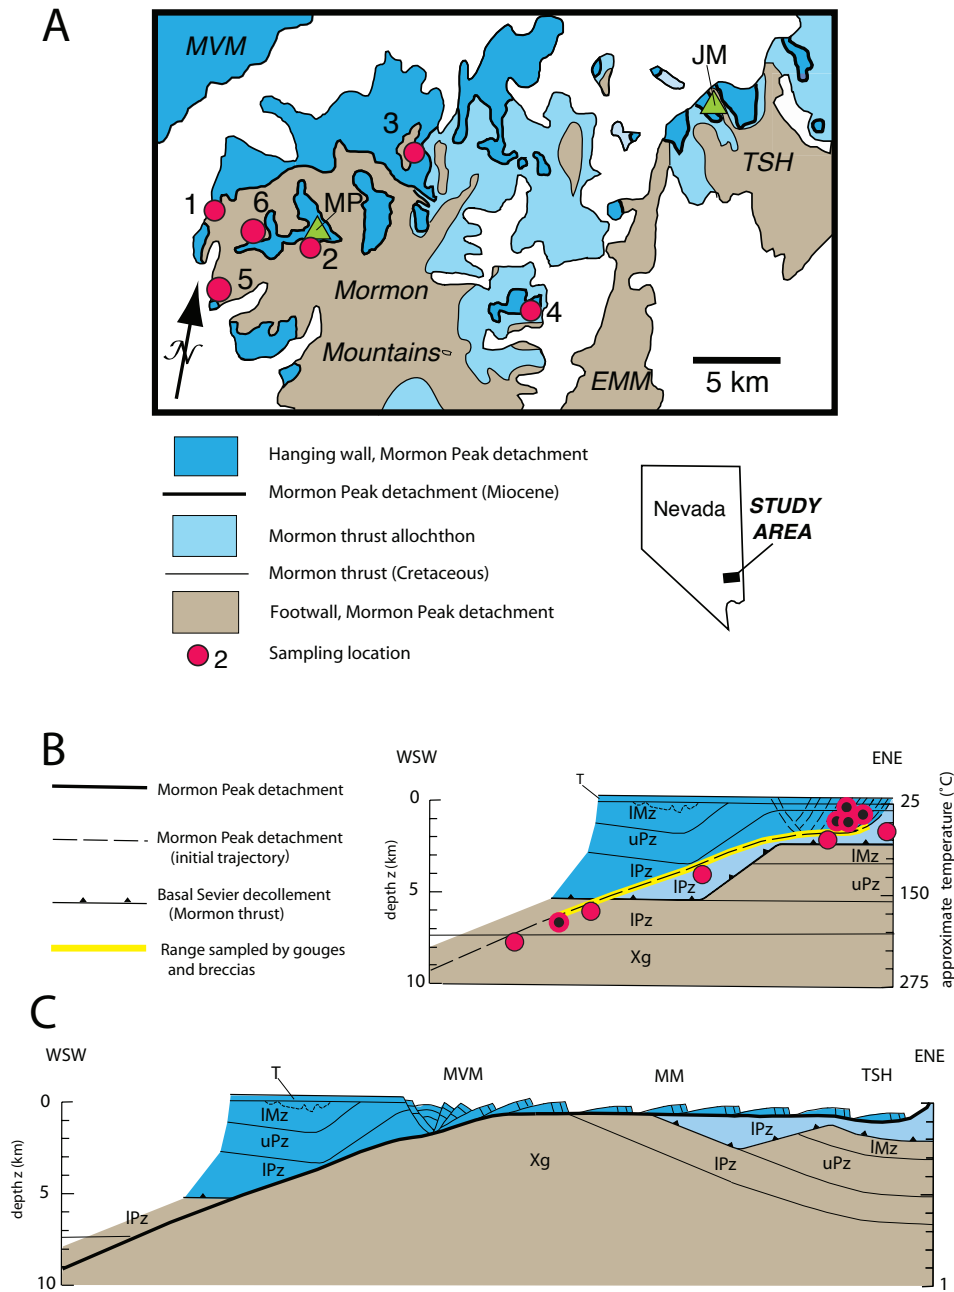 A
MVM
JM
3
TSH
1
6
MP
2
5
Mormon
4
Mountains
N
EMM
5 km
Hanging wall, Mormon Peak detachment
Mormon Peak detachment (Miocene)
Mormon thrust allochthon
Mormon thrust (Cretaceous)
Footwall, Mormon Peak detachment
2 Sampling location
Nevada
STUDY
AREA
B
Mormon Peak detachment
Mormon Peak detachment
(initial trajectory)
Basal Sevier decollement
(Mormon thrust)
Range sampled by gouges
and breccias
WSW
ENE
T
0
25
lMz
uPz
lPz
lPz
lMz
uPz
5
150
lPz
Xg
10
275
depth z (km)
approximate temperature (˚C)
C
WSW
ENE
T
MVM
MM
TSH
0
lMz
uPz
lPz
lPz
lMz
Xg
lPz
uPz
5
lPz
10
1
depth z (km)